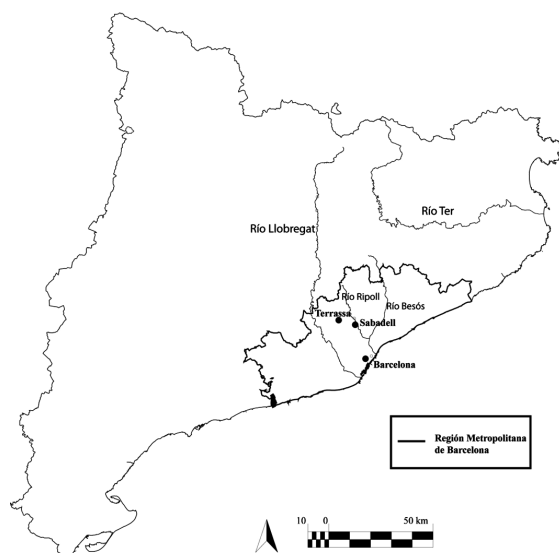 Río Ter
Río Llobregat
Río Ripoll
Río Besós
Terrassa
Sabadell
Barcelona
Región Metropolitana
de Barcelona
10 0 50 km